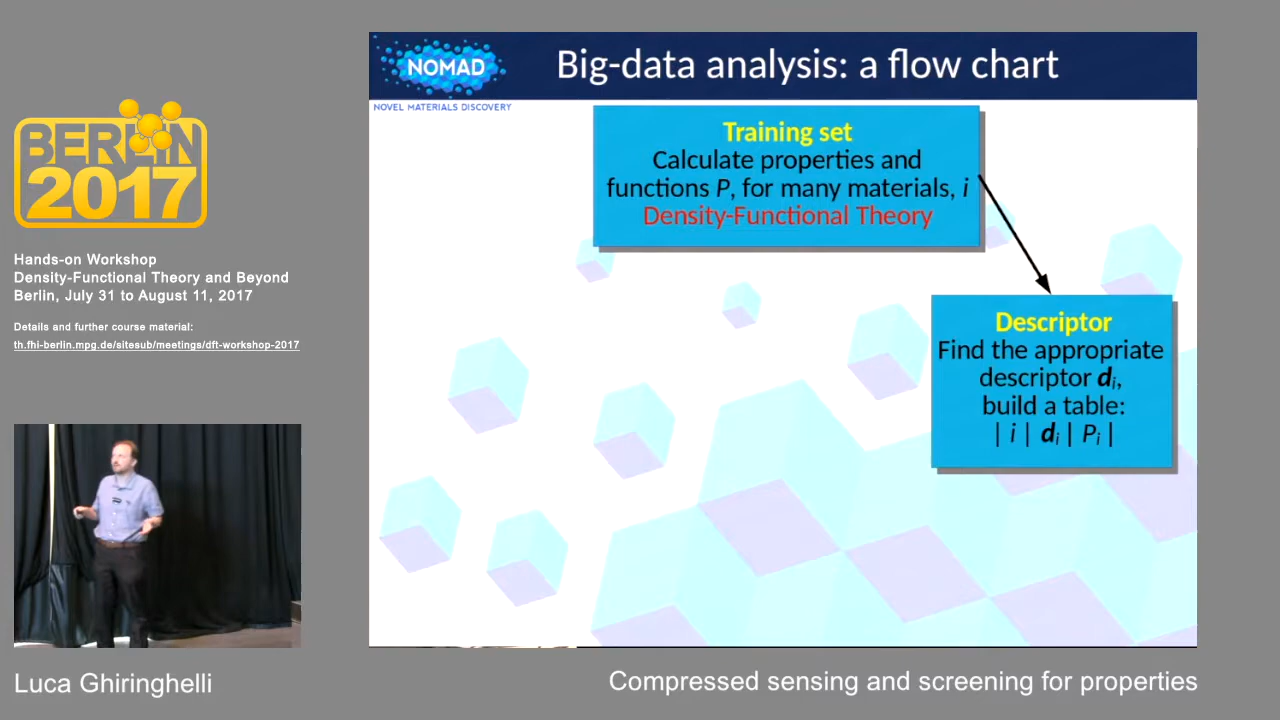 BERLIN
2017
Hands-on Workshop
Density-Functional Theory and Beyond
Berlin, July 31 to August 11, 2017
Details and further course material:
th.fhi-berlin.mpg.de/sitesub/meetings/dft-workshop-2017
Luca Ghiringhelli
NOMAD
NOVEL MATERIALS DISCOVERY
Big-data analysis: a flow chart
Training set
Calculate properties and
functions P, for many materials, i
Density-Functional Theory
Descriptor
Find the appropriate
descriptor dᵢ,
build a table:
| i | dᵢ | Pᵢ |
Compressed sensing and screening for properties